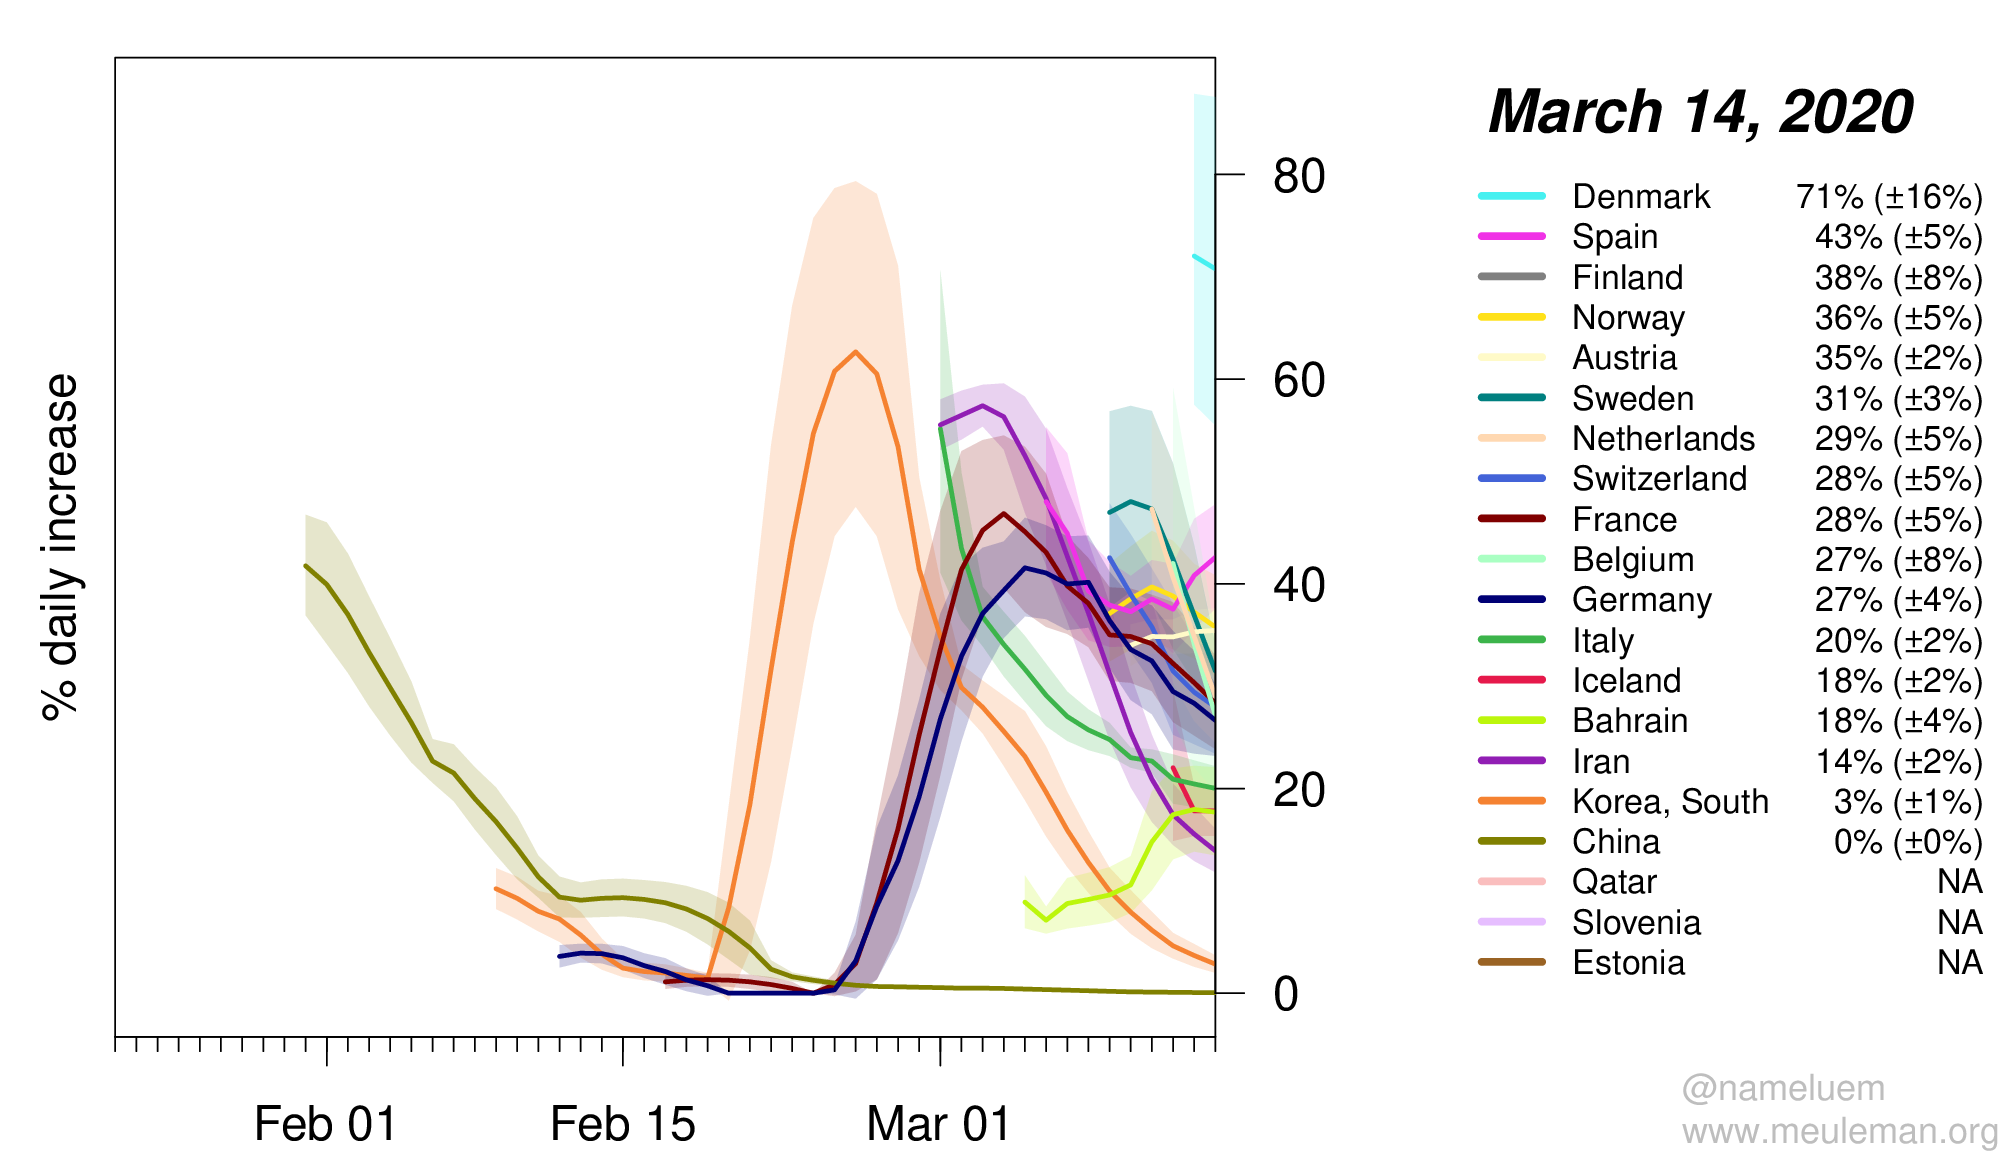 % daily increase
80
60
40
20
0
Feb 01 Feb 15 Mar 01
March 14, 2020
Denmark 71% (±16%)
Spain 43% (±5%)
Finland 38% (±8%)
Norway 36% (±5%)
Austria 35% (±2%)
Sweden 31% (±3%)
Netherlands 29% (±5%)
Switzerland 28% (±5%)
France 28% (±5%)
Belgium 27% (±8%)
Germany 27% (±4%)
Italy 20% (±2%)
Iceland 18% (±2%)
Bahrain 18% (±4%)
Iran 14% (±2%)
Korea, South 3% (±1%)
China 0% (±0%)
Qatar NA
Slovenia NA
Estonia NA
@nameluem
www.meuleman.org